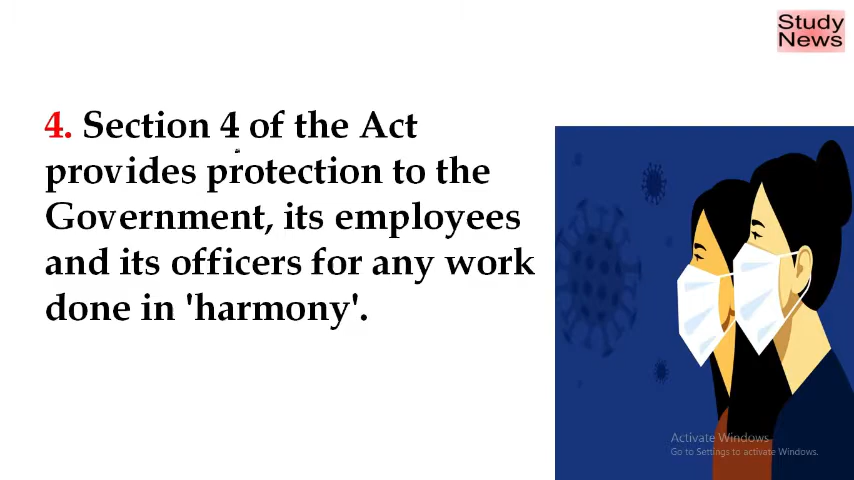 Study
News
4. Section 4 of the Act
provides protection to the
Government, its employees
and its officers for any work
done in 'harmony'.
Activate Windows
Go to Settings to activate Windows.